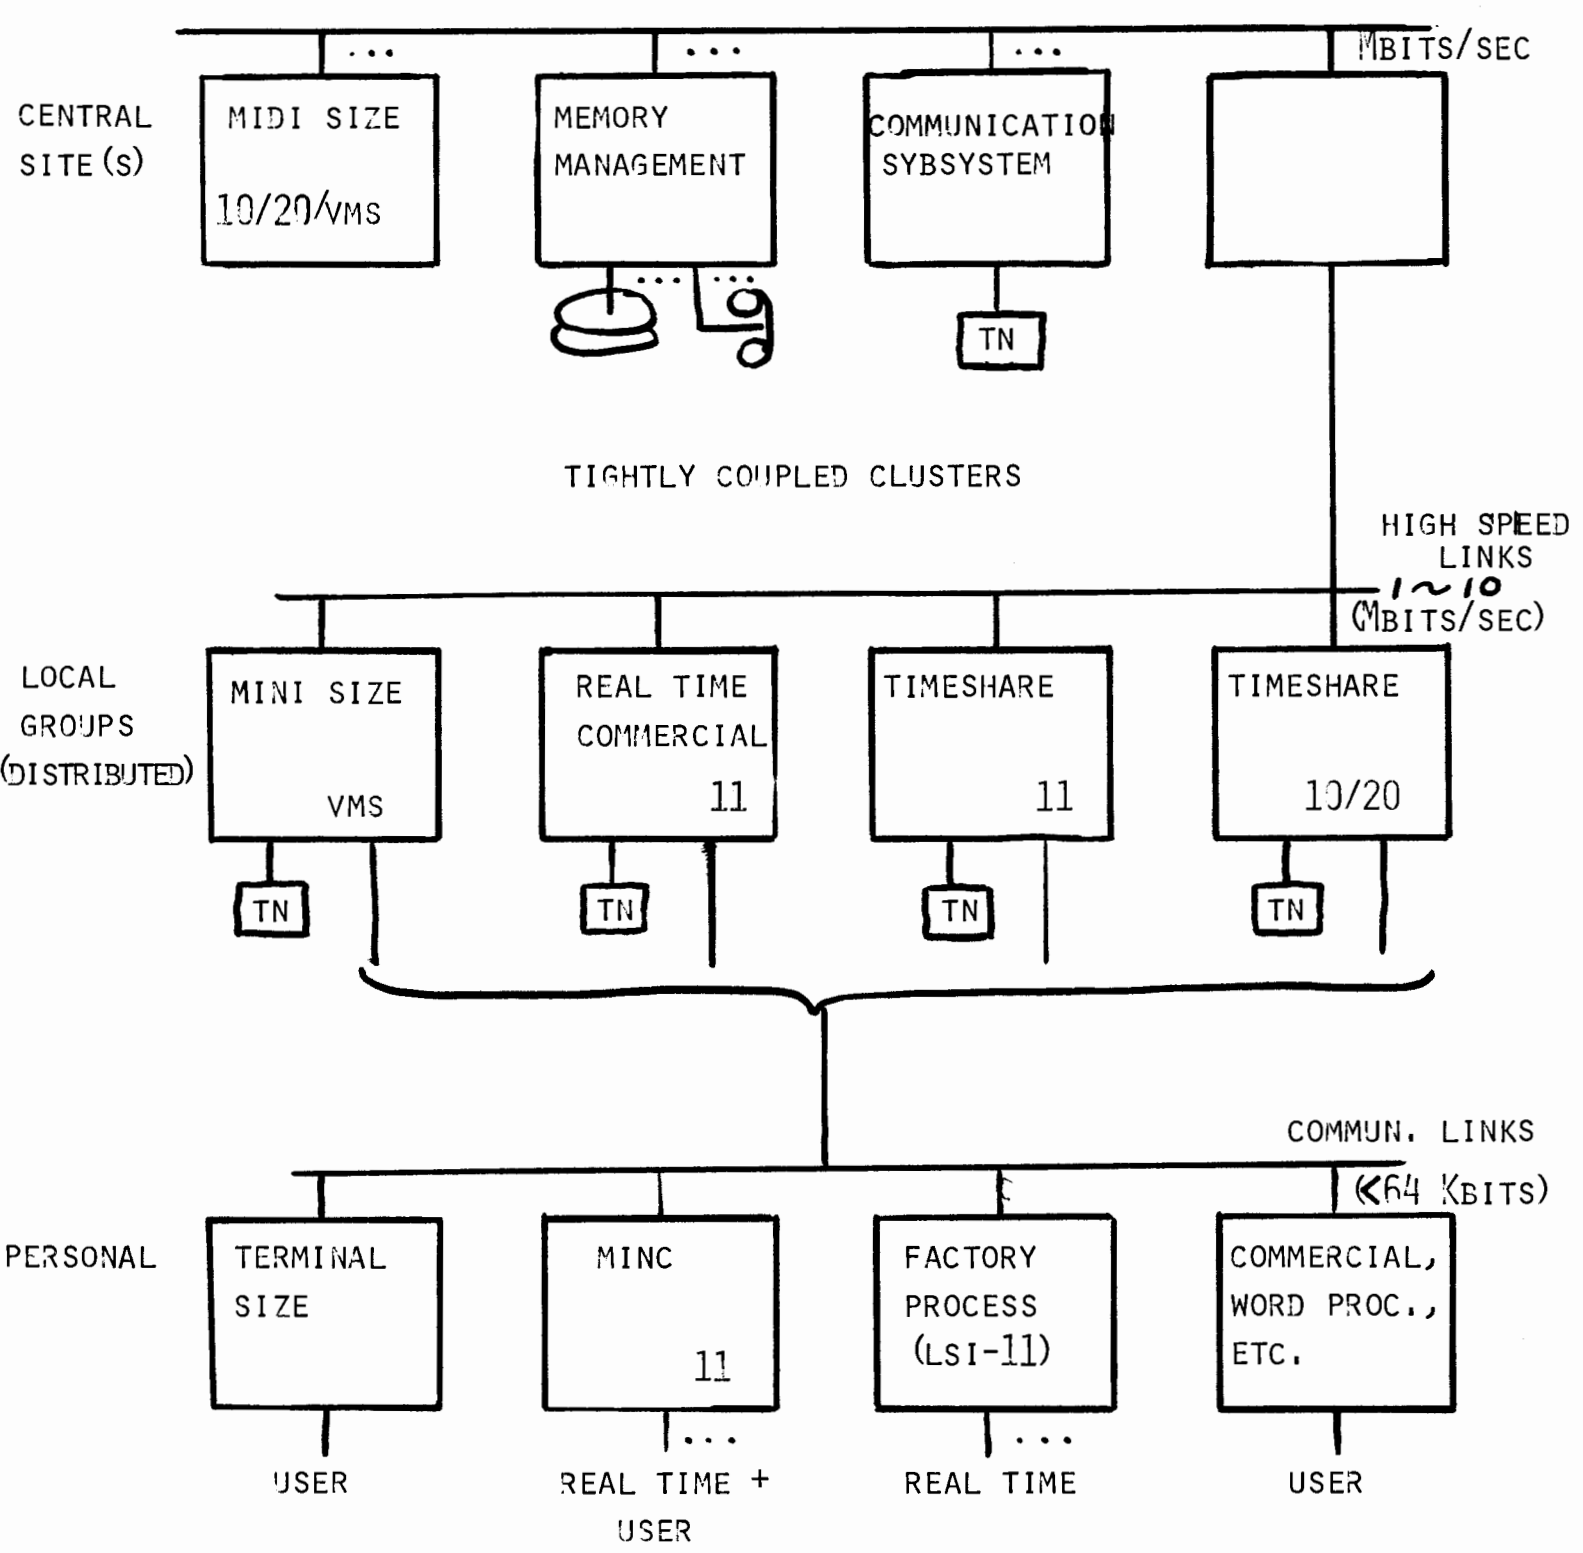 MBITS/SEC
CENTRAL
SITE(S)
MIDI SIZE
10/20/VMS
MEMORY
MANAGEMENT
COMMUNICATION
SYBSYSTEM
...
...
...
... ...
TN
TIGHTLY COUPLED CLUSTERS
HIGH SPEED
LINKS
1~10
(MBITS/SEC)
LOCAL
GROUPS
(DISTRIBUTED)
MINI SIZE
VMS
REAL TIME
COMMERCIAL
11
TIMESHARE
11
TIMESHARE
10/20
TN
TN
TN
TN
COMMUN. LINKS
(<64 KBITS)
PERSONAL
TERMINAL
SIZE
MINC
11
FACTORY
PROCESS
(LSI-11)
COMMERCIAL,
WORD PROC.,
ETC.
...
...
USER
REAL TIME +
USER
REAL TIME
USER